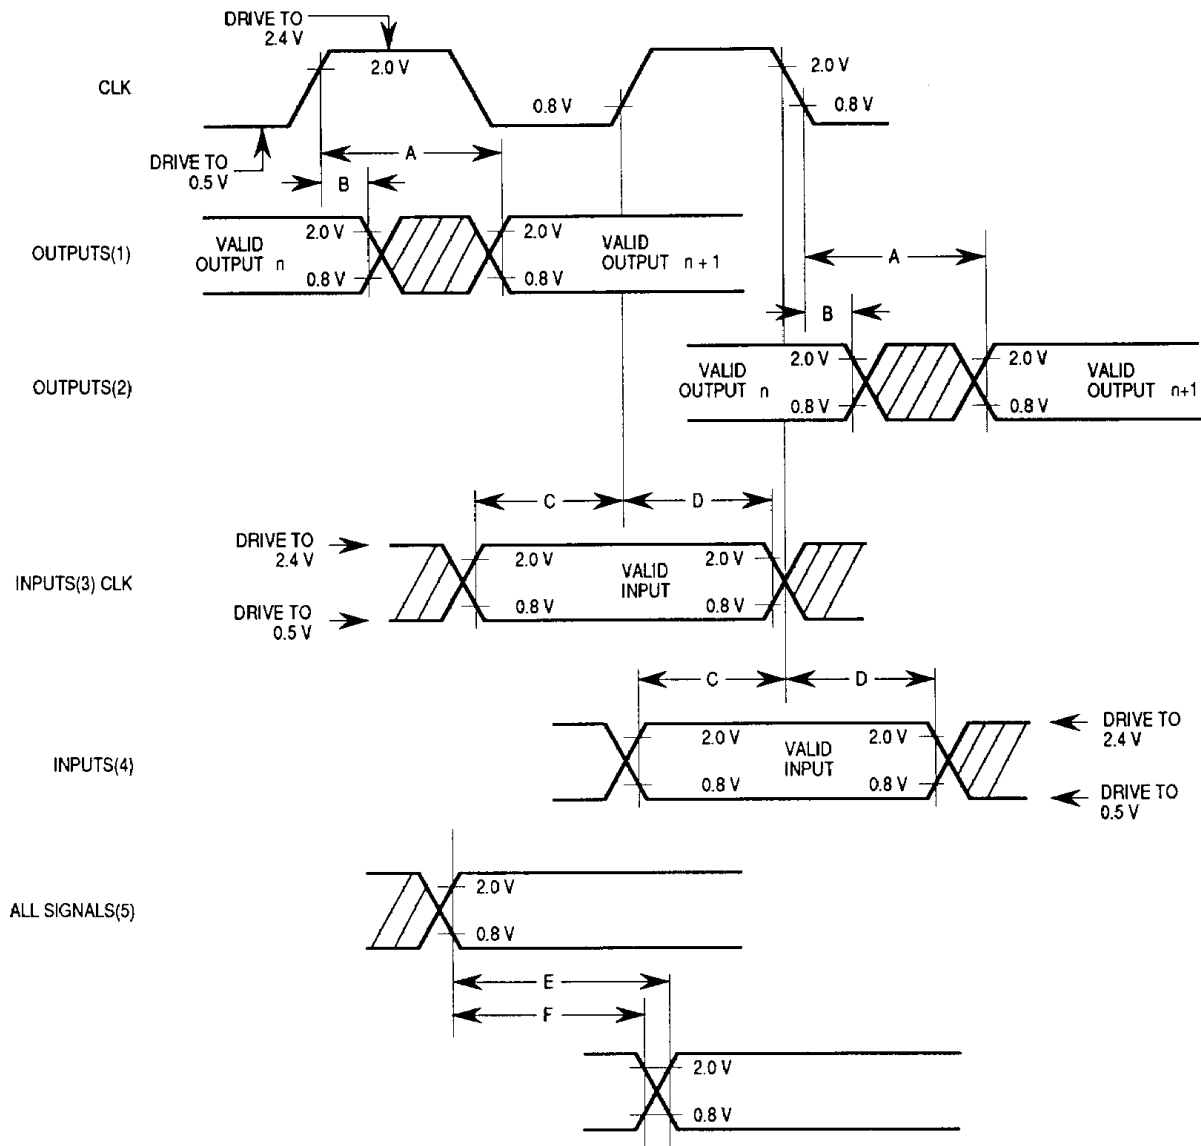 DRIVE TO
2.4 V
CLK
2.0 V
2.0 V
0.8 V
0.8 V
DRIVE TO
0.5 V
A
B
OUTPUTS(1)
VALID
OUTPUT n
2.0 V
0.8 V
2.0 V
0.8 V
VALID
OUTPUT n + 1
A
B
OUTPUTS(2)
VALID
OUTPUT n
2.0 V
0.8 V
2.0 V
0.8 V
VALID
OUTPUT n+1
C
D
DRIVE TO
2.4 V
INPUTS(3) CLK
DRIVE TO
0.5 V
2.0 V
0.8 V
VALID
INPUT
2.0 V
0.8 V
C
D
INPUTS(4)
2.0 V
0.8 V
VALID
INPUT
2.0 V
0.8 V
DRIVE TO
2.4 V
DRIVE TO
0.5 V
ALL SIGNALS(5)
2.0 V
0.8 V
E
F
2.0 V
0.8 V